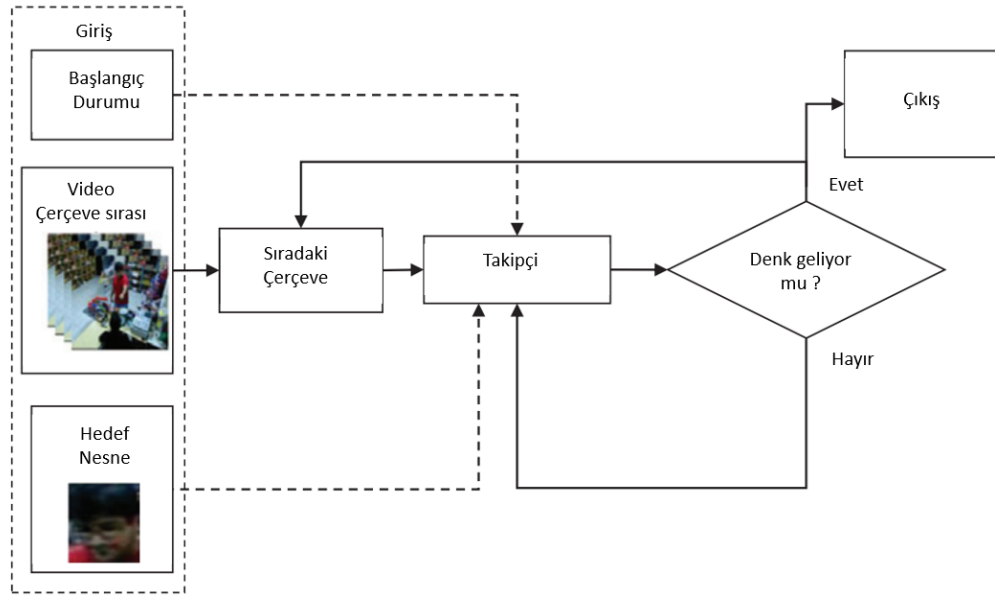 Giriş
Başlangıç
Durumu
Video
Çerçeve sırası
Hedef
Nesne
Sıradaki
Çerçeve
Takipçi
Denk geliyor
mu ?
Evet
Hayır
Çıkış